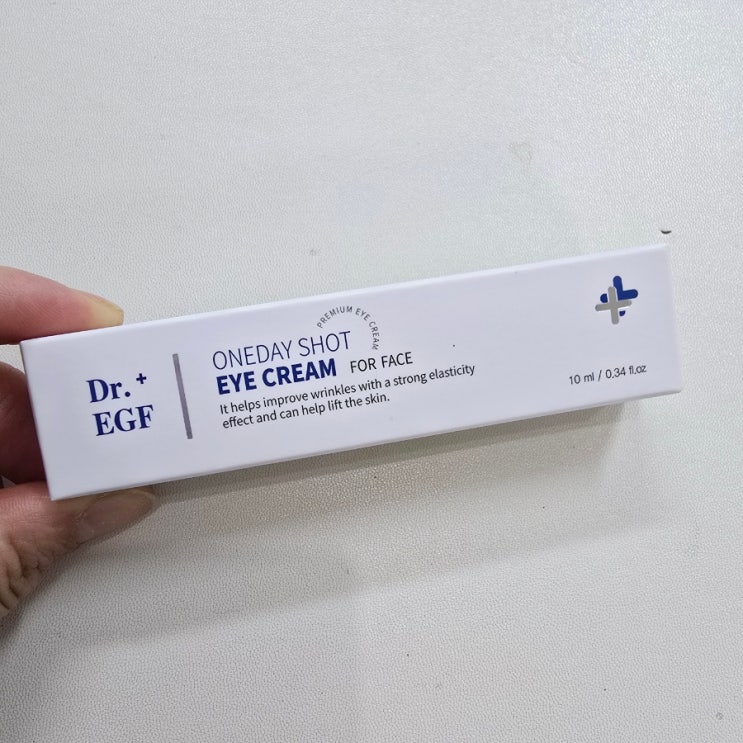 Dr.+
EGF
PREMIUM EYE CREAM
ONEDAY SHOT
EYE CREAM FOR FACE
It helps improve wrinkles with a strong elasticity
effect and can help lift the skin.
10 ml / 0.34 fl.oz